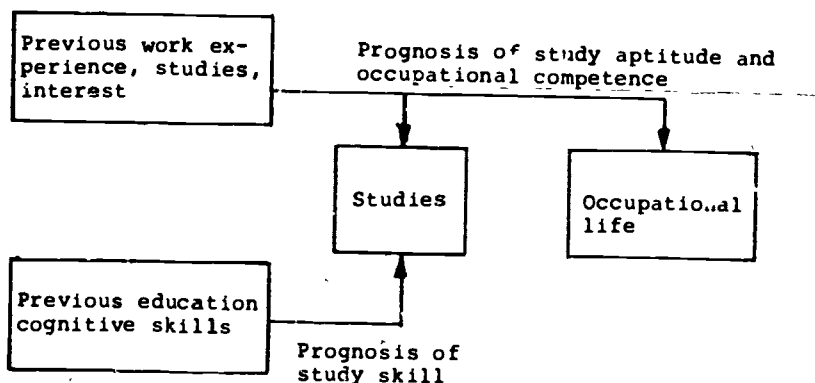 Previous work ex-
perience, studies,
interest
Prognosis of study aptitude and
occupational competence
Studies
Occupational
life
Previous education
cognitive skills
Prognosis of
study skill